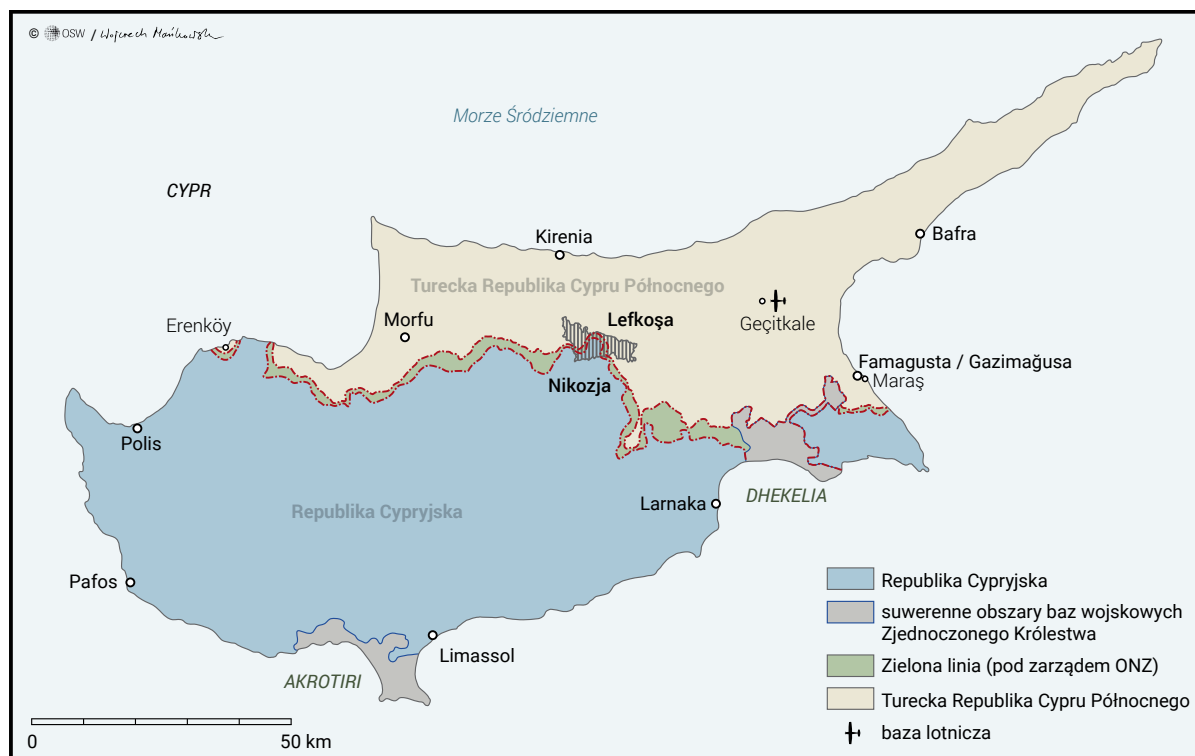 © OSW / Wojciech Mańkowski
Morze Śródziemne
CYPR
Kirenia
Bafra
Turecka Republika Cypru Północnego
Erenköy
Morfu
Lefkoşa
Geçitkale
Famagusta / Gazimağusa
Maraş
Nikozja
Polis
Larnaka
DHEKELIA
Republika Cypryjska
Pafos
Limassol
AKROTIRI
Republika Cypryjska
suwerenne obszary baz wojskowych
Zjednoczonego Królestwa
Zielona linia (pod zarządem ONZ)
Turecka Republika Cypru Północnego
baza lotnicza
0
50 km